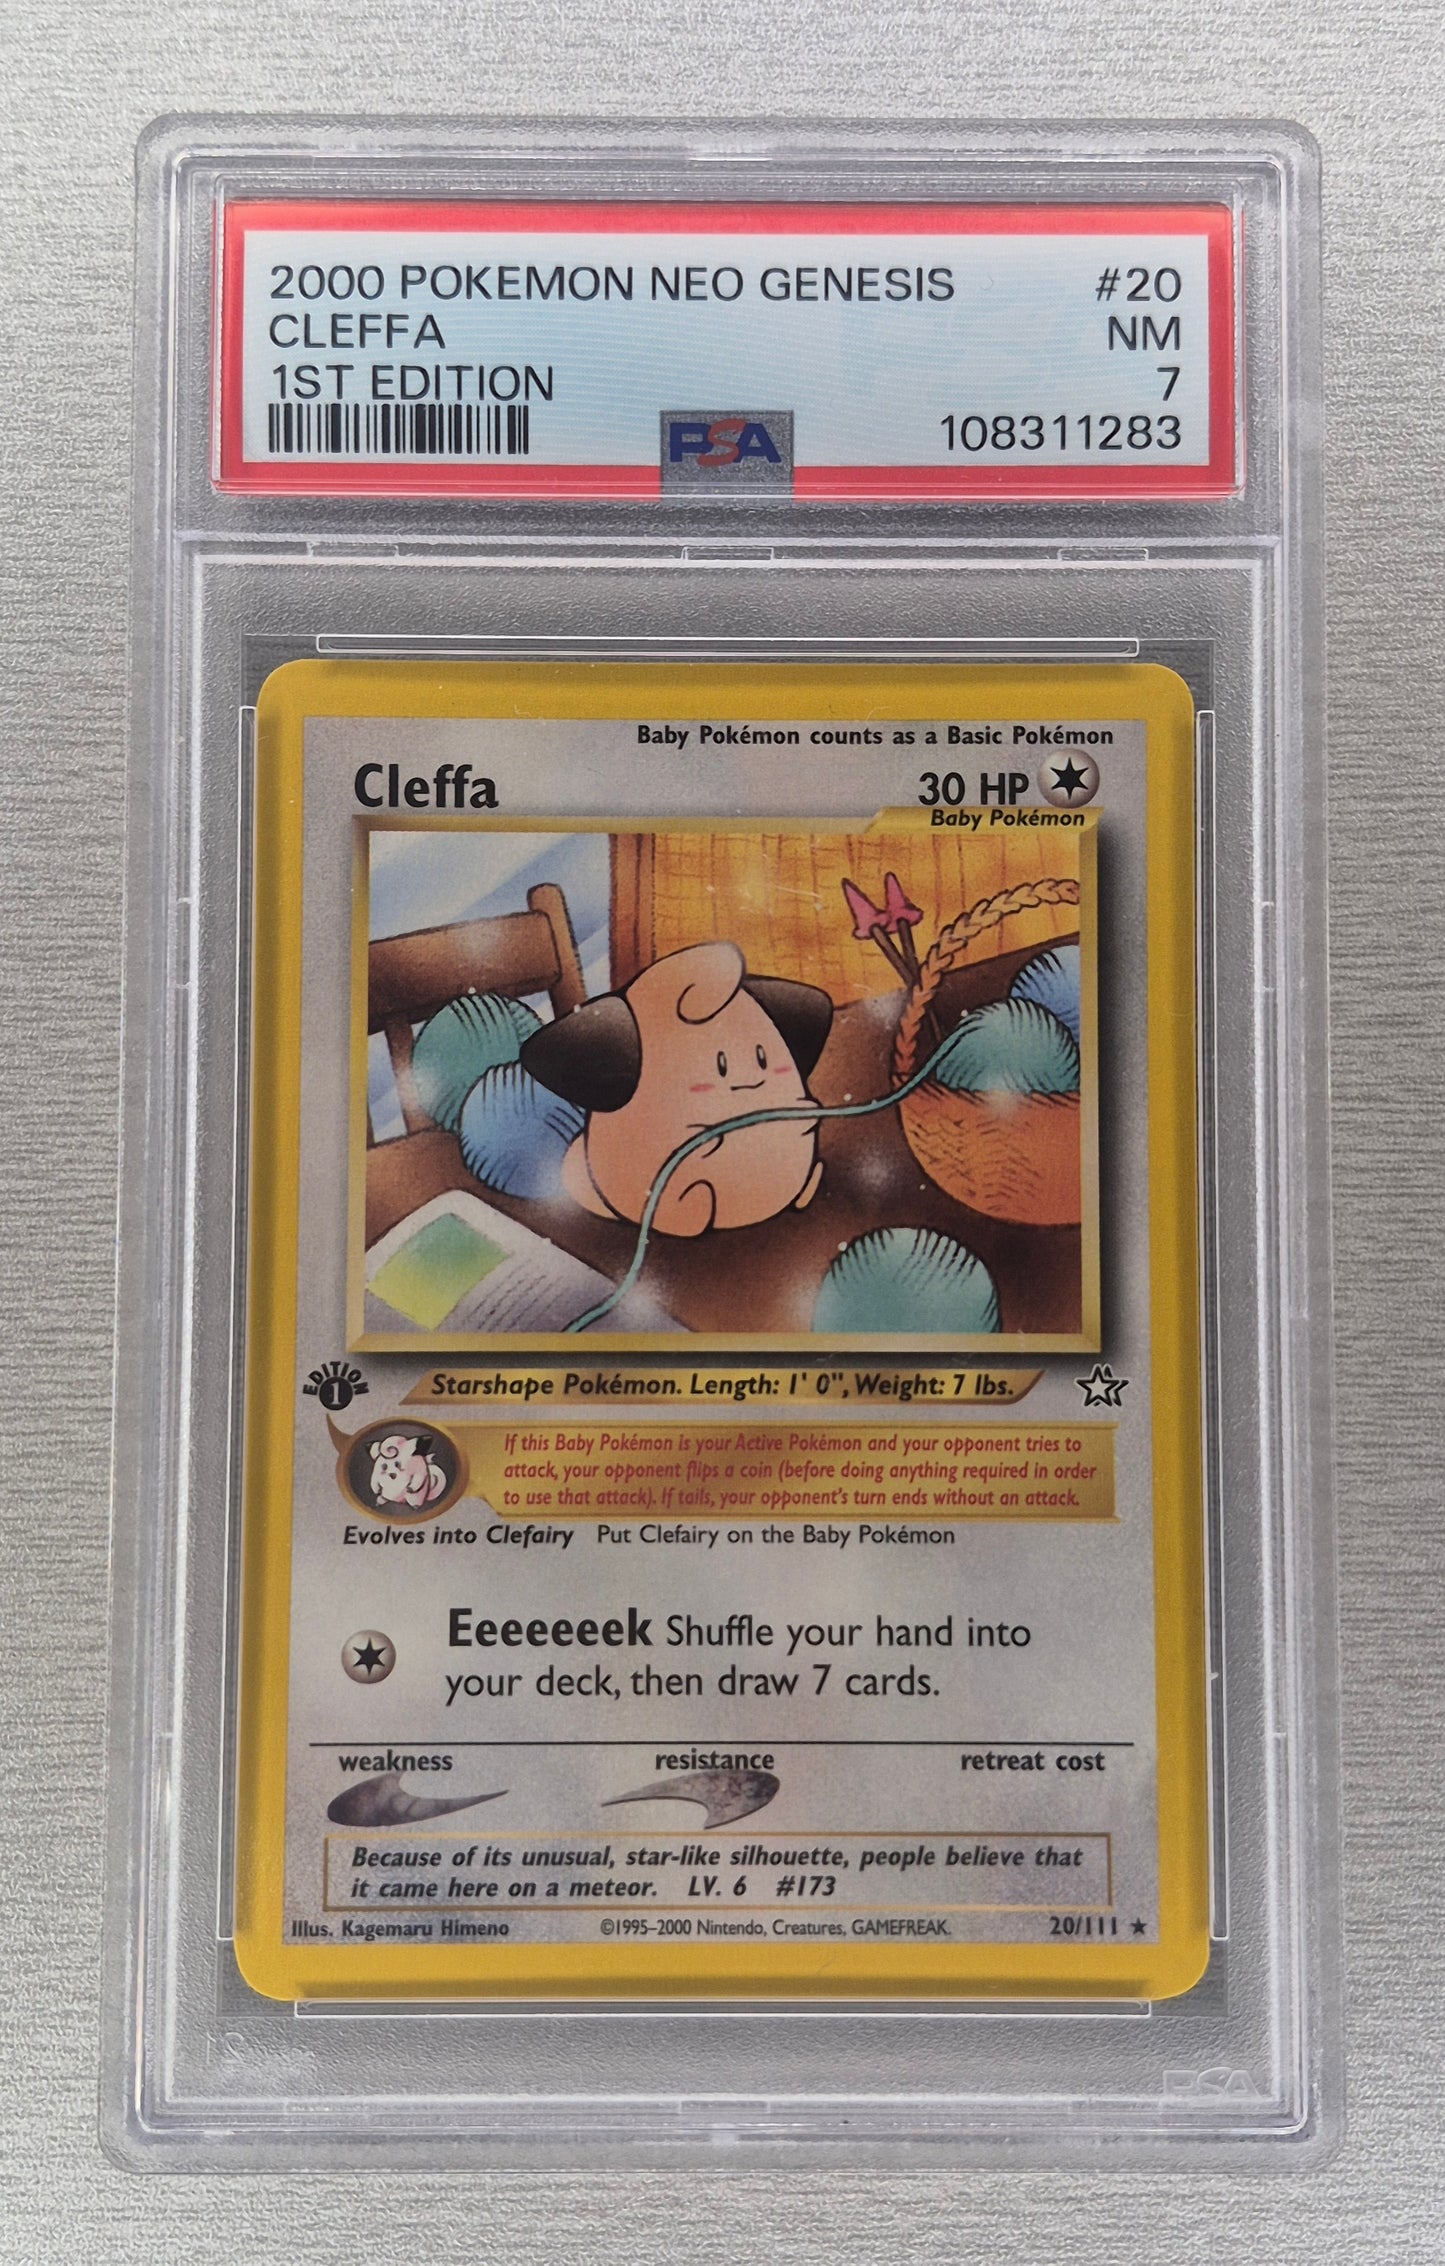 2000 POKEMON NEO GENESIS #20
CLEFFA NM
1ST EDITION 7
PSA 108311283
Baby Pokémon counts as a Basic Pokémon
Cleffa 30 HP
Baby Pokémon
EDITION 1
Starshape Pokémon. Length: 1' 0", Weight: 7 lbs.
If this Baby Pokémon is your Active Pokémon and your opponent tries to
attack, your opponent flips a coin (before doing anything required in order
to use that attack). If tails, your opponent's turn ends without an attack.
Evolves into Clefairy Put Clefairy on the Baby Pokémon
Eeeeeeek Shuffle your hand into
your deck, then draw 7 cards.
weakness resistance retreat cost
Because of its unusual, star-like silhouette, people believe that
it came here on a meteor. LV. 6 #173
Illus. Kagemaru Himeno ©1995–2000 Nintendo, Creatures, GAMEFREAK. 20/111 ★
PSA